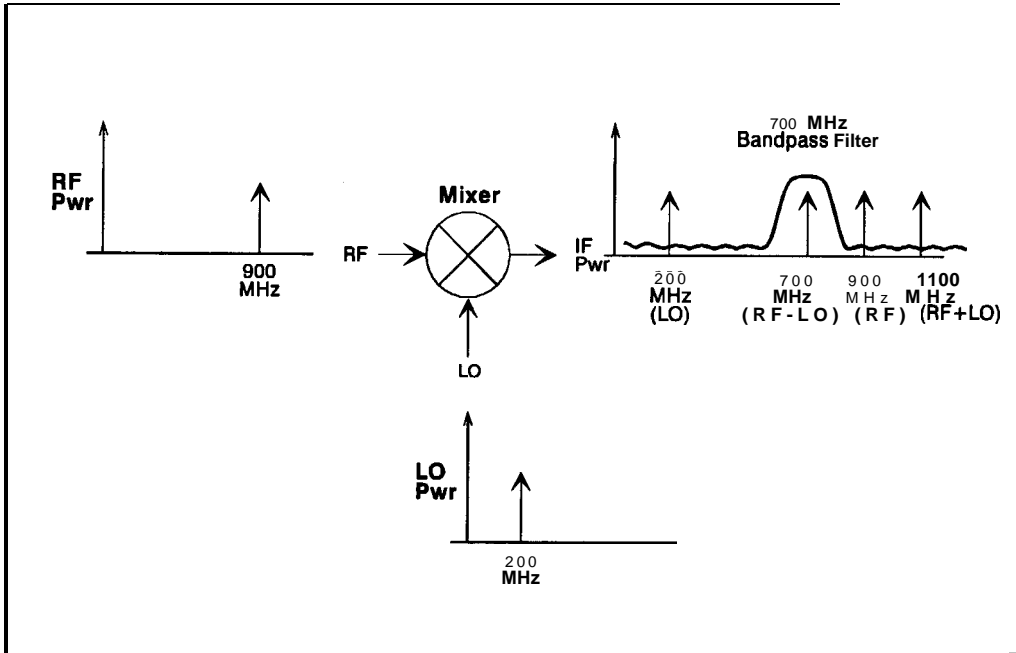 RF
Pwr
900
MHz
Mixer
RF
LO
LO
Pwr
200
MHz
700 MHz
Bandpass Filter
IF
Pwr
200
MHz
(LO)
700
MHz
(RF-LO)
900
MHz
(RF)
1100
MHz
(RF+LO)